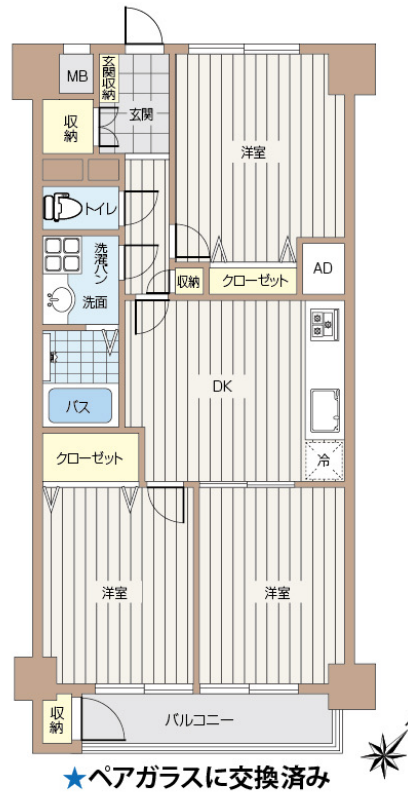 MB
玄関収納
玄関
収納
洋室
トイレ
洗濯パン
洗面
収納
クローゼット
AD
DK
バス
冷
クローゼット
洋室
洋室
収納
バルコニー
★ペアガラスに交換済み